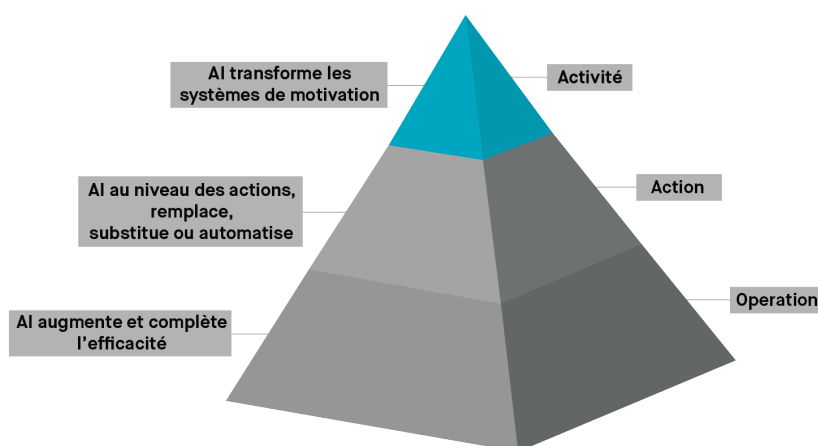 AI transforme les
systèmes de motivation
Activité
AI au niveau des actions,
remplace,
substitue ou automatise
Action
AI augmente et complète
l'efficacité
Operation